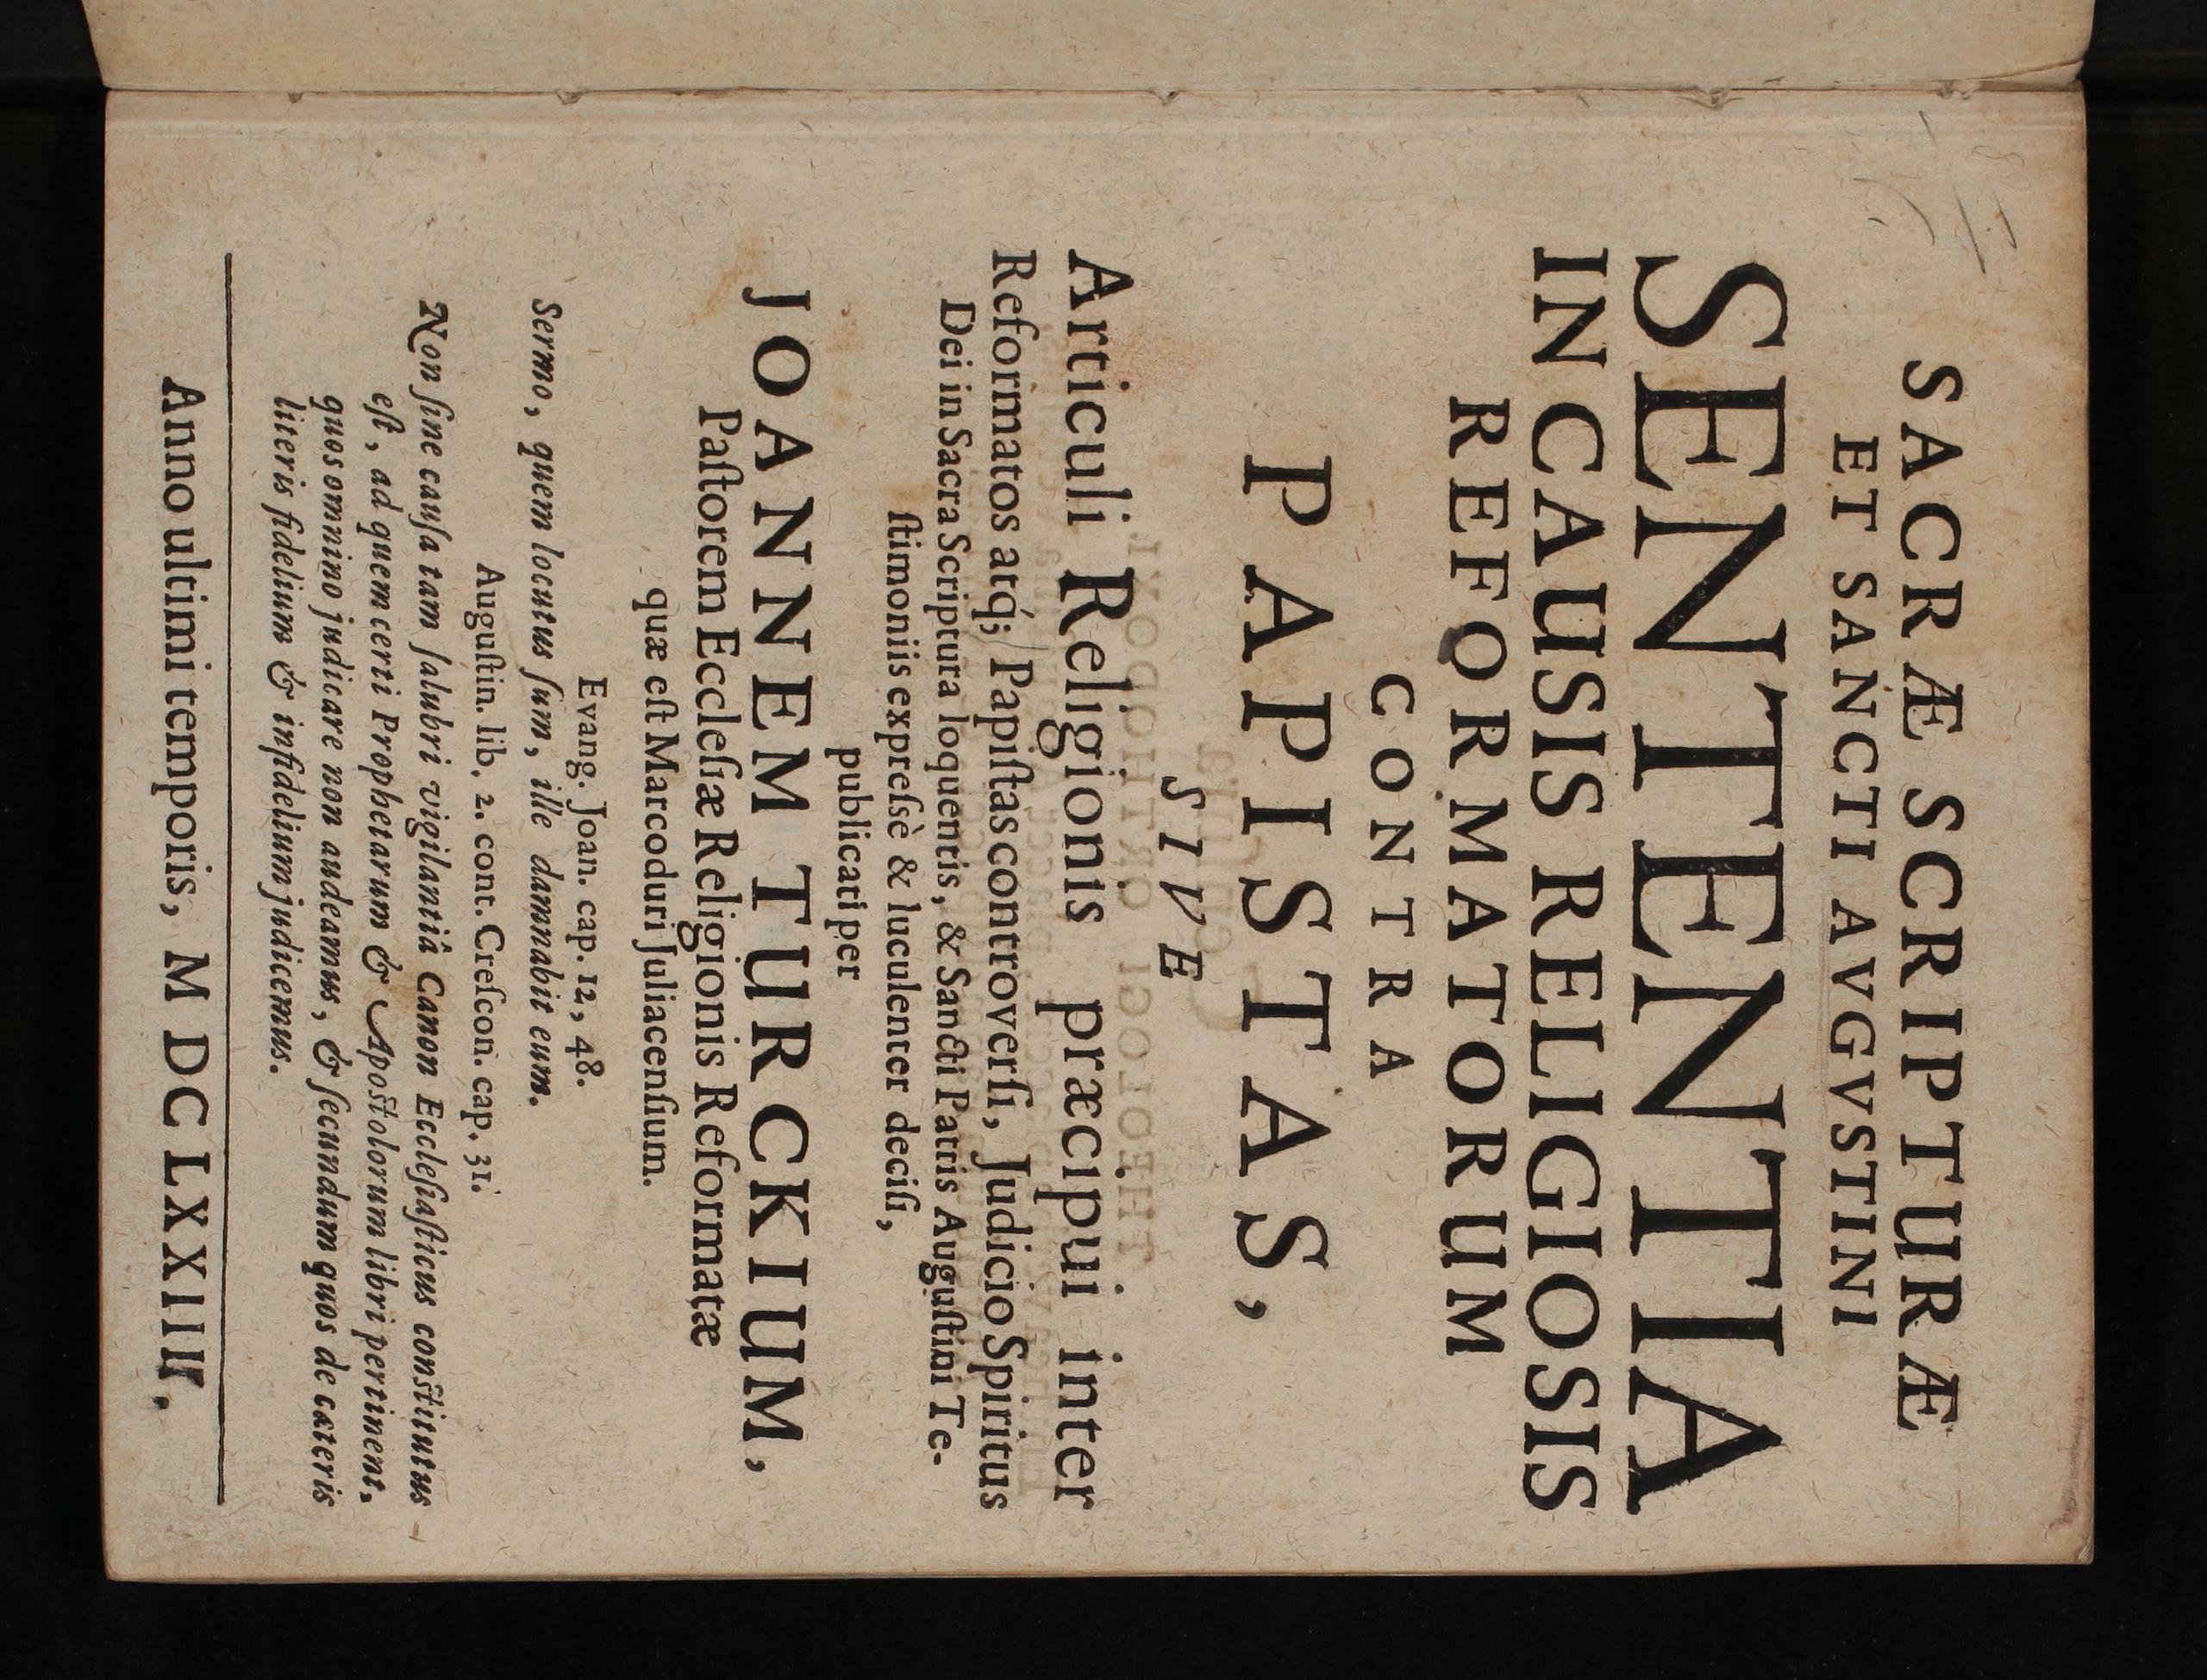 SACRÆ SCRIPTURÆ
ET SANCTI AVGVSTINI
SENTENTIA
IN CAUSIS RELIGIOSIS
REFORMATORUM
CONTRA
PAPISTAS,
SIVE
Articuli Religionis præcipui inter
Reformatos atq; Papiſtas controverſi, Judicio Spiritus
Dei in Sacra Scriptura loquentis, & Sancti Patris Auguſtini Te-
ſtimoniis expreſsè & luculenter deciſi,
publicati per
JOANNEM TURCKIUM,
Paſtorem Eccleſiæ Religionis Reformatæ
quæ eſt Marcoduri Juliacenſium.
Evang. Joan. cap. 12, 48.
Sermo, quem locutus ſum, ille damnabit eum.
Auguſtin. lib. 2. cont. Creſcon. cap. 31.
Non ſine cauſa tam ſalubri vigilantiâ Canon Eccleſiaſticus conſtitutus
eſt, ad quem certi Prophetarum & Apoſtolorum libri pertinent,
quos omnino judicare non audeamus, & ſecundum quos de cæteris
literis fidelium & infidelium judicemus.
Anno ultimi temporis, M DC LXXIIII.